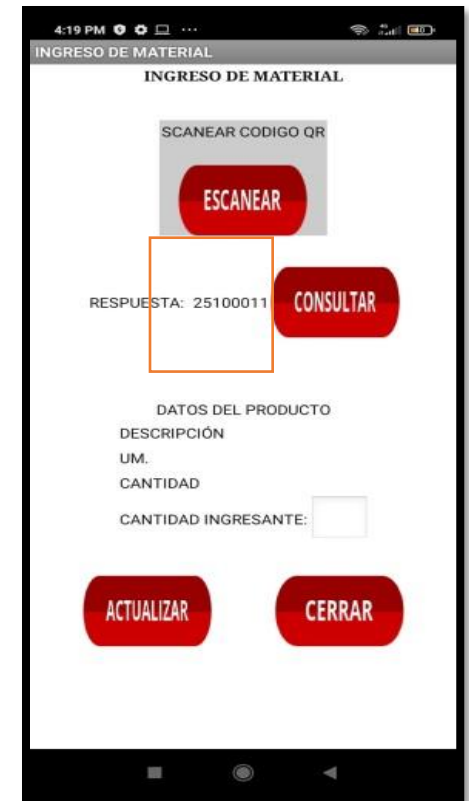 4:19 PM
INGRESO DE MATERIAL
INGRESO DE MATERIAL
SCANEAR CODIGO QR
ESCANEAR
RESPUESTA: 25100011 CONSULTAR
DATOS DEL PRODUCTO
DESCRIPCIÓN
UM.
CANTIDAD
CANTIDAD INGRESANTE:
ACTUALIZAR CERRAR